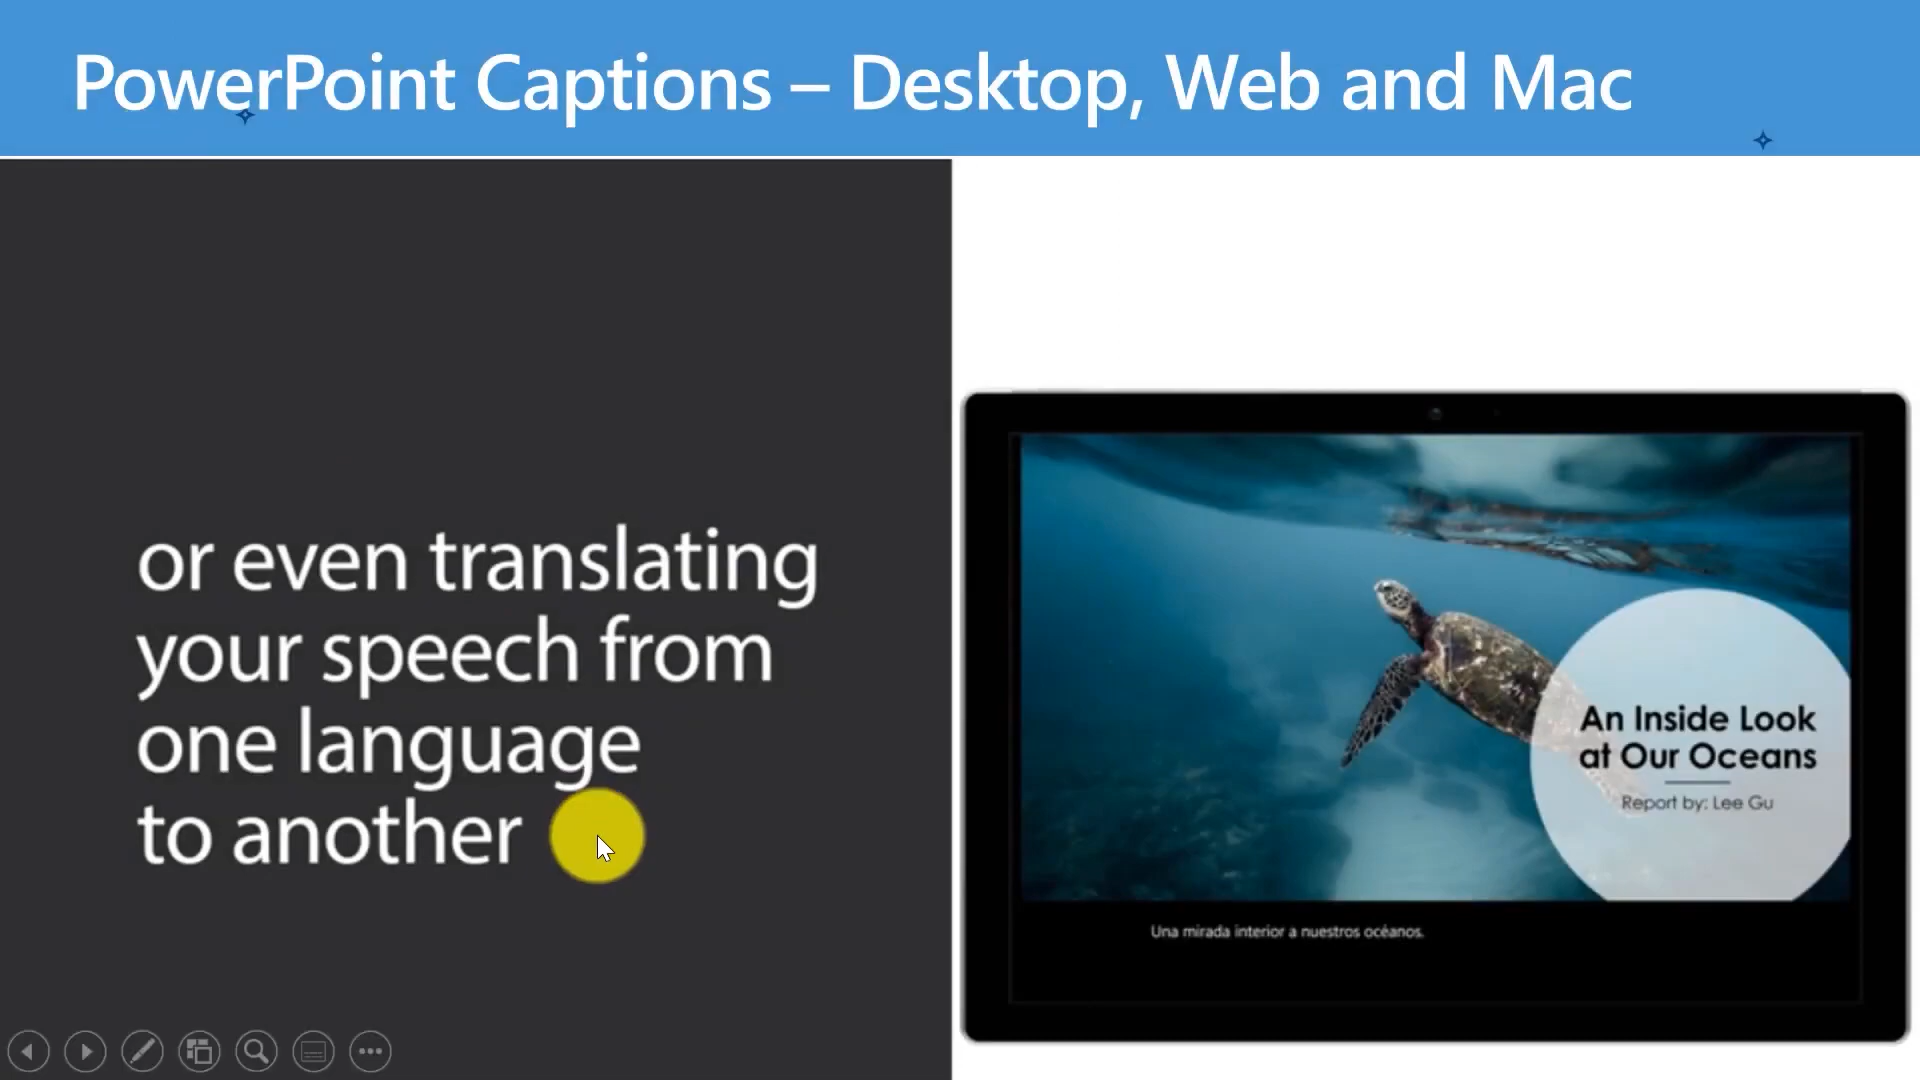 PowerPoint Captions – Desktop, Web and Mac
or even translating
your speech from
one language
to another
An Inside Look
at Our Oceans
Report by: Lee Gu
Una mirada interior a nuestros océanos.